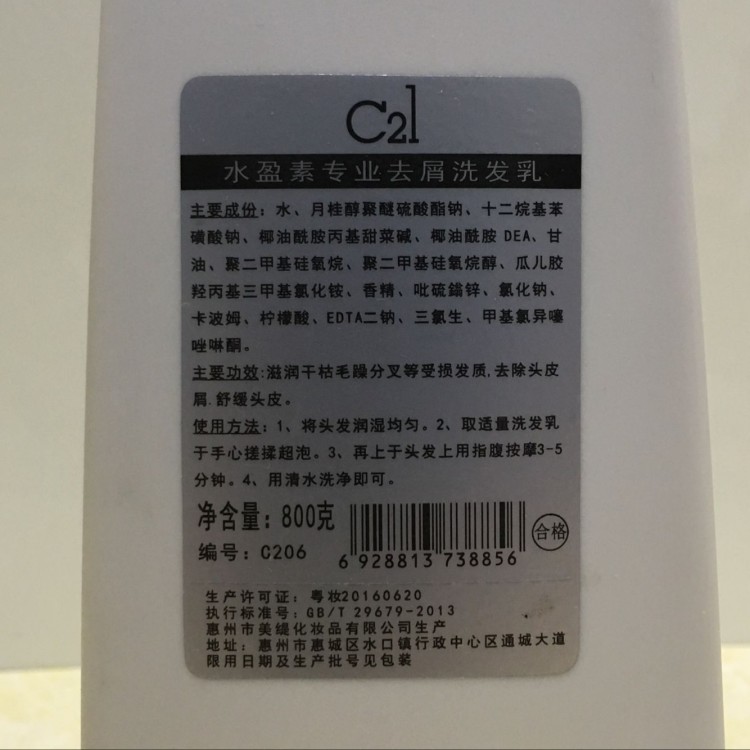 C21
水盈素专业去屑洗发乳
主要成份：水、月桂醇聚醚硫酸酯钠、十二烷基苯
磺酸钠、椰油酰胺丙基甜菜碱、椰油酰胺 DEA、甘
油、聚二甲基硅氧烷、聚二甲基硅氧烷醇、瓜儿胶
羟丙基三甲基氯化铵、香精、吡硫鎓锌、氯化钠、
卡波姆、柠檬酸、EDTA二钠、三氯生、甲基氯异噻
唑啉酮。
主要功效:滋润干枯毛躁分叉等受损发质,去除头皮
屑.舒缓头皮。
使用方法：1、将头发润湿均匀。2、取适量洗发乳
于手心搓揉超泡。3、再上于头发上用指腹按摩3-5
分钟。4、用清水洗净即可。
净含量：800克
编号：C206
6 928813 738856
合格
生产许可证：粤妆20160620
执行标准号：GB/T 29679-2013
惠州市美缇化妆品有限公司生产
地址：惠州市惠城区水口镇行政中心区通城大道
限用日期及生产批号见包装